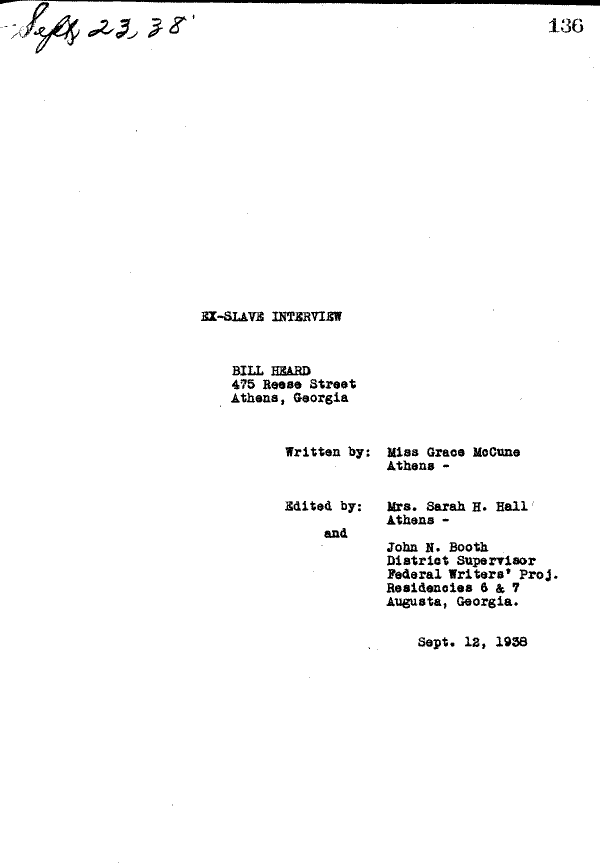 Sept 23, 38
136
EX-SLAVE INTERVIEW
BILL HEARD
475 Reese Street
Athens, Georgia
Written by: Miss Grace McCune
Athens -
Edited by: Mrs. Sarah H. Hall
Athens -
and
John N. Booth
District Supervisor
Federal Writers' Proj.
Residencies 6 & 7
Augusta, Georgia.
Sept. 12, 1938